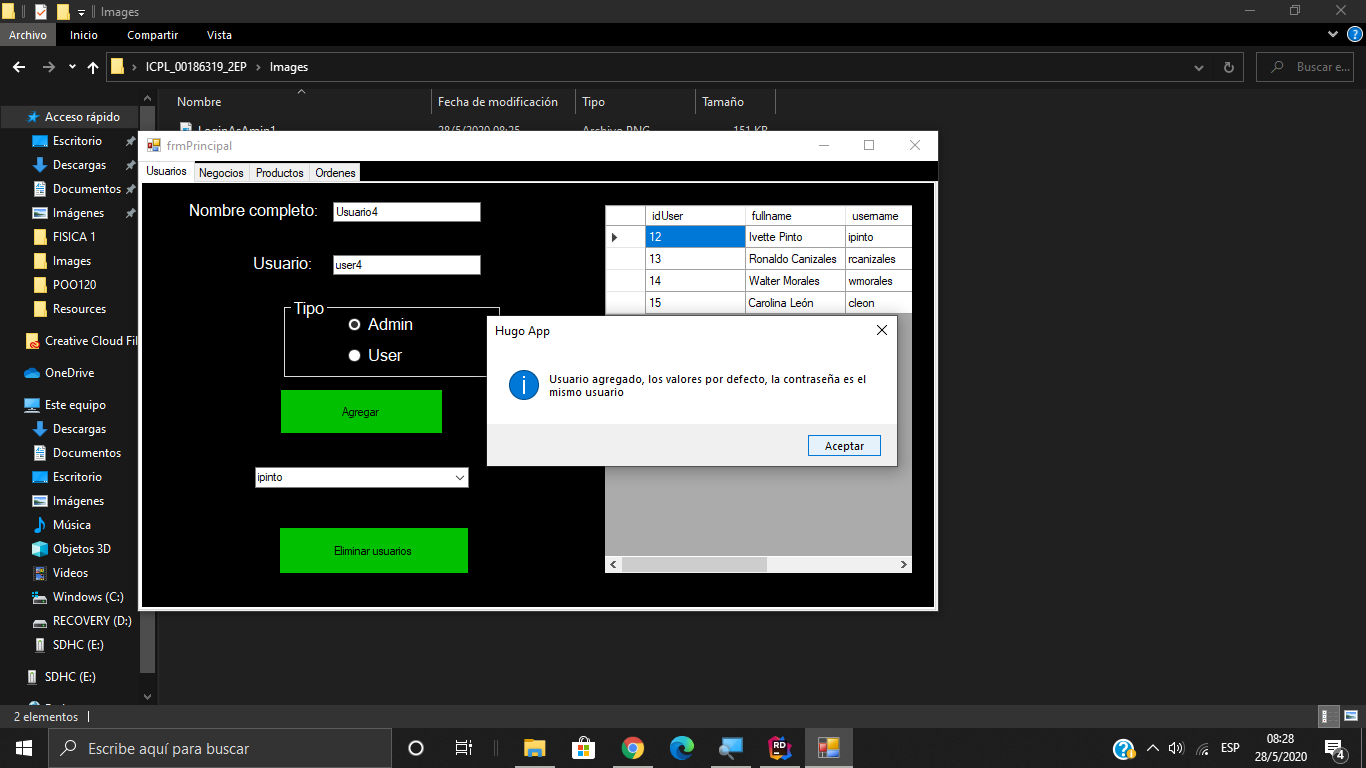 Images
Archivo Inicio Compartir Vista
ICPL_00186319_2EP > Images
Buscar e...
Nombre Fecha de modificación Tipo Tamaño
LoginAsAmin1 28/5/2020 08:25 Archivo PNG 151 KB
Acceso rápido
Escritorio
Descargas
Documentos
Imágenes
FISICA 1
Images
POO120
Resources
Creative Cloud Fil
OneDrive
Este equipo
Descargas
Documentos
Escritorio
Imágenes
Música
Objetos 3D
Videos
Windows (C:)
RECOVERY (D:)
SDHC (E:)
SDHC (E:)
2 elementos
frmPrincipal
Usuarios Negocios Productos Ordenes
Nombre completo: Usuario4
Usuario: user4
Tipo
Admin
User
Agregar
ipinto
Eliminar usuarios
idUser fullname username
12 Ivette Pinto ipinto
13 Ronaldo Canizales rcanizales
14 Walter Morales wmorales
15 Carolina León cleon
Hugo App
Usuario agregado, los valores por defecto, la contraseña es el
mismo usuario
Aceptar
Escribe aquí para buscar
RD
ESP
08:28
28/5/2020
4